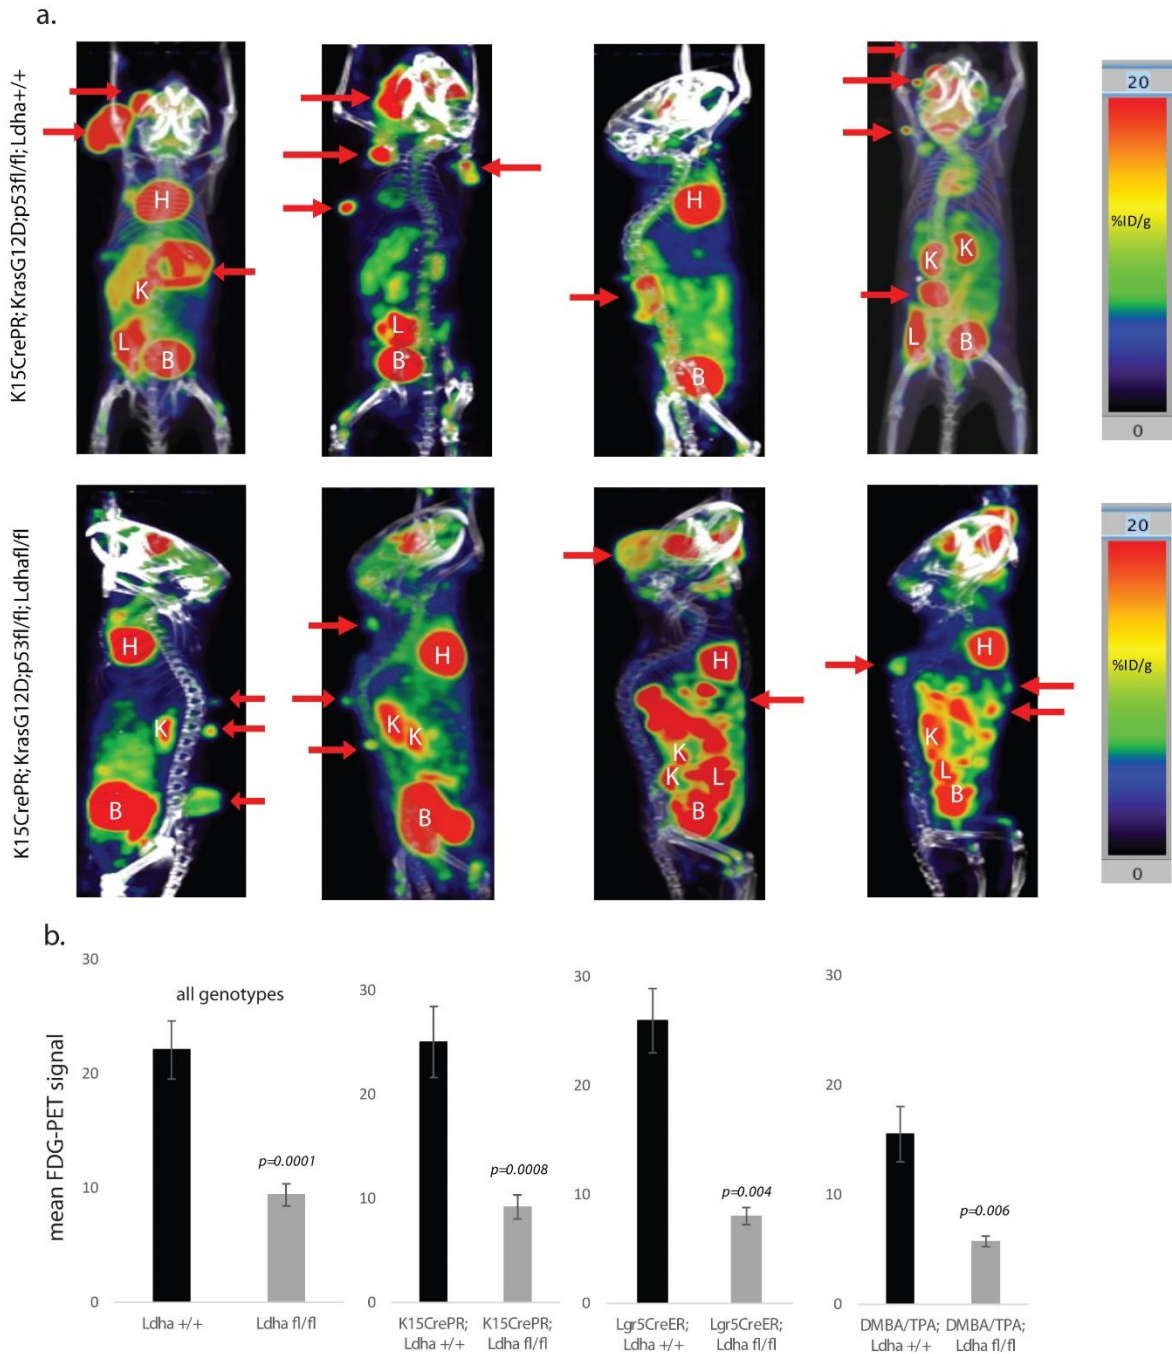 a.
K15CrePR; KrasG12D;p53fl/fl; Ldha+/+
H
K
L
B
L
B
H
B
K
K
L
B
20
%ID/g
0
K15CrePR; KrasG12D;p53fl/fl; Ldhafl/fl
H
K
B
H
K
K
B
H
K
K
L
B
H
K
L
B
20
%ID/g
0
b.
mean FDG-PET signal
30
20
10
0
all genotypes
p=0.0001
Ldha +/+
Ldha fl/fl
30
20
10
0
p=0.0008
K15CrePR;
Ldha +/+
K15CrePR;
Ldha fl/fl
30
20
10
0
p=0.004
Lgr5CreER;
Ldha +/+
Lgr5CreER;
Ldha fl/fl
30
20
10
0
p=0.006
DMBA/TPA;
Ldha +/+
DMBA/TPA;
Ldha fl/fl